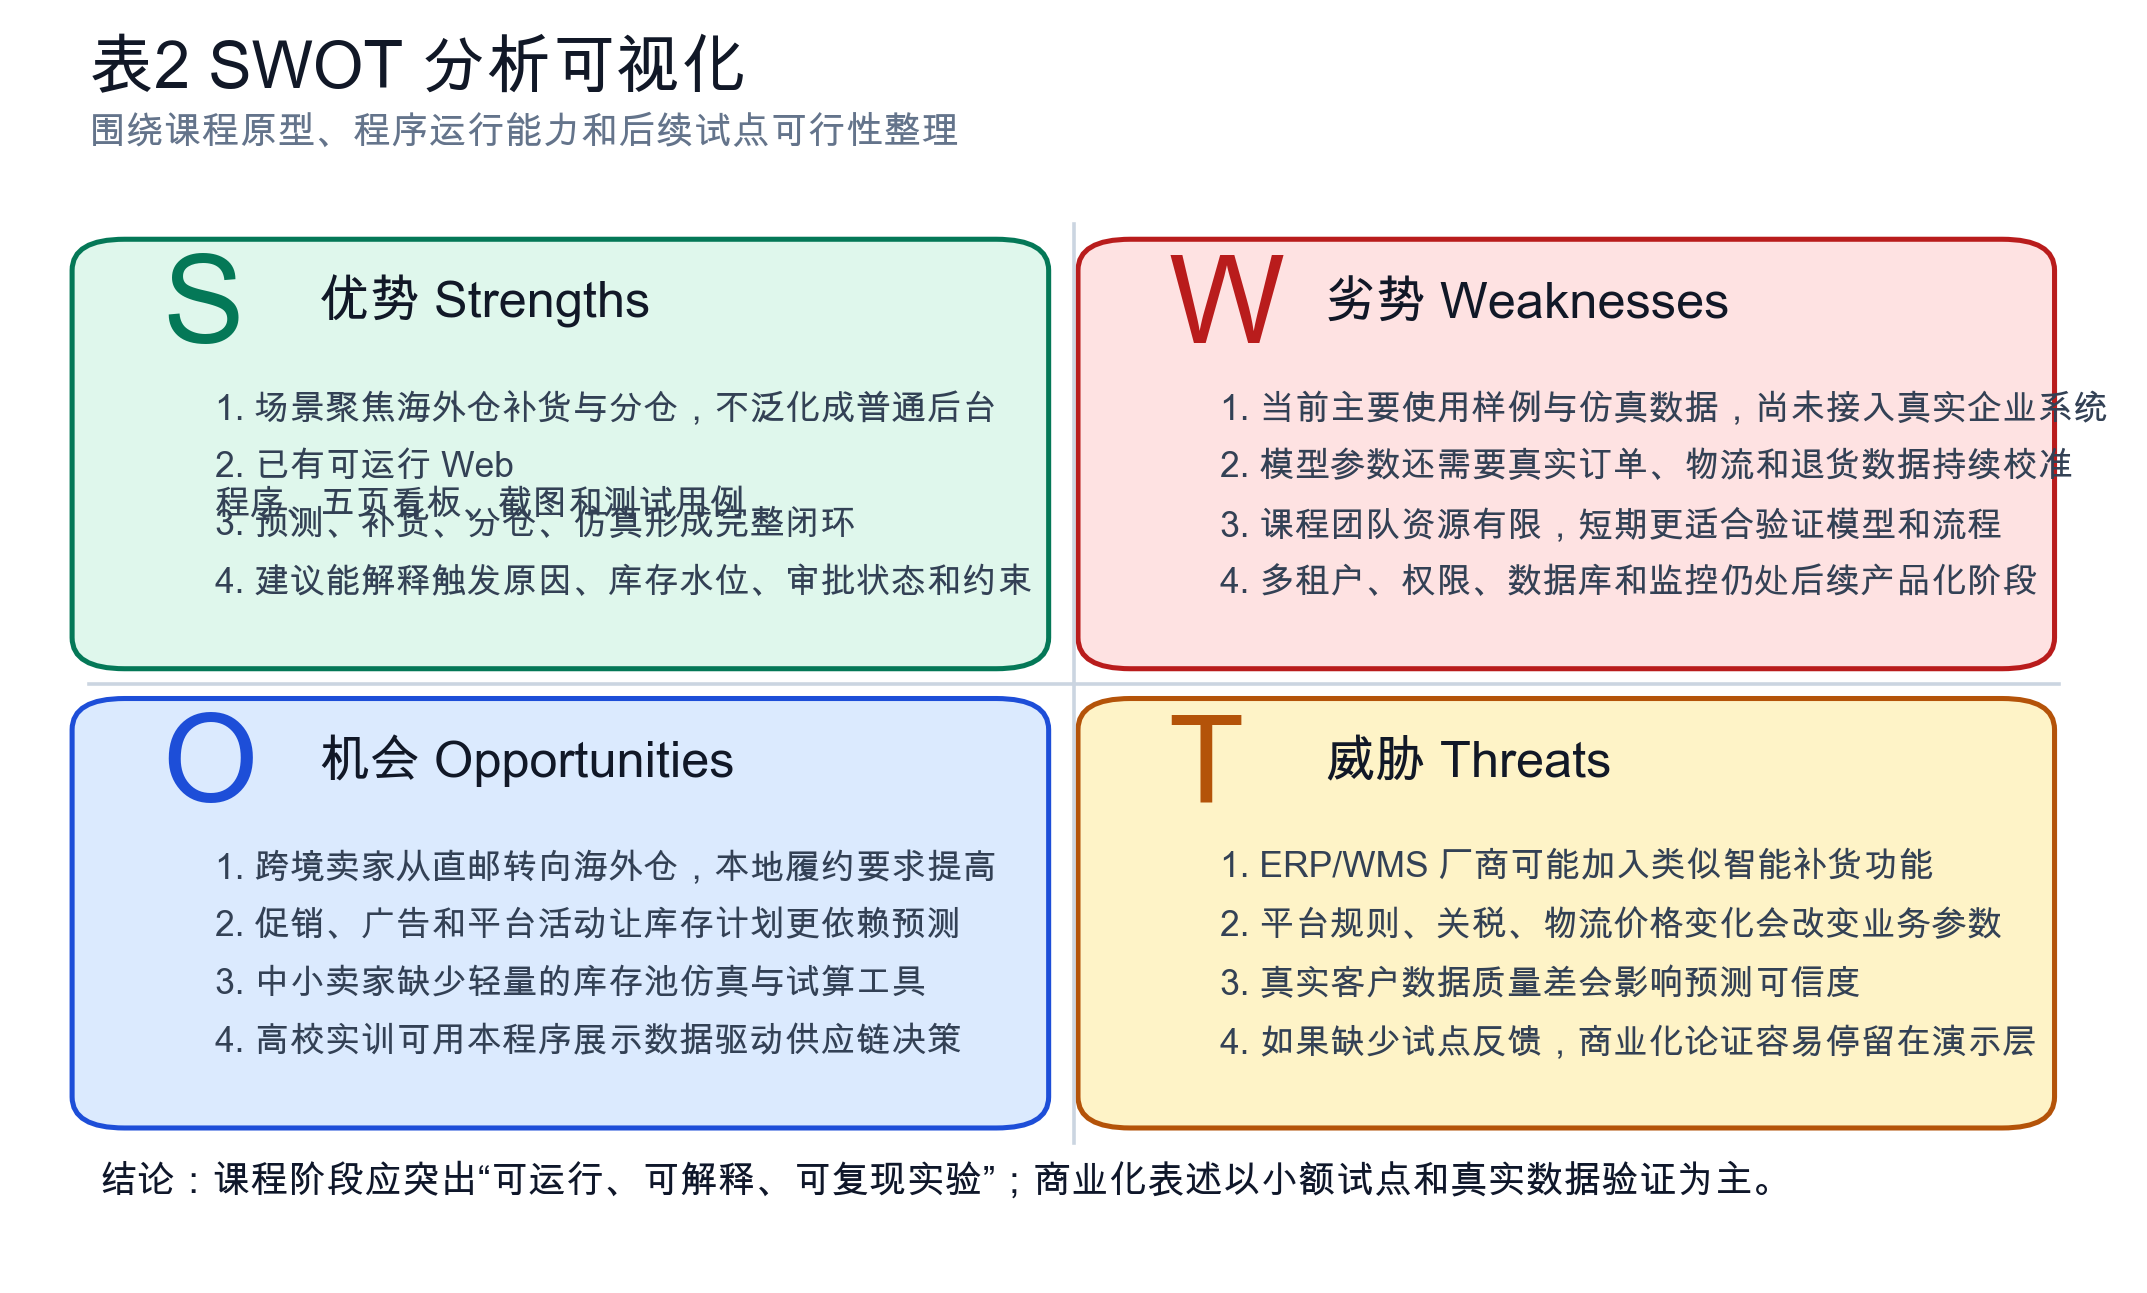 表2 SWOT 分析可视化
围绕课程原型、程序运行能力和后续试点可行性整理
S
优势 Strengths
1. 场景聚焦海外仓补货与分仓，不泛化成普通后台
2. 已有可运行 Web
程序、五页看板、截图和测试用例
3. 预测、补货、分仓、仿真形成完整闭环
4. 建议能解释触发原因、库存水位、审批状态和约束
W
劣势 Weaknesses
1. 当前主要使用样例与仿真数据，尚未接入真实企业系统
2. 模型参数还需要真实订单、物流和退货数据持续校准
3. 课程团队资源有限，短期更适合验证模型和流程
4. 多租户、权限、数据库和监控仍处后续产品化阶段
O
机会 Opportunities
1. 跨境卖家从直邮转向海外仓，本地履约要求提高
2. 促销、广告和平台活动让库存计划更依赖预测
3. 中小卖家缺少轻量的库存池仿真与试算工具
4. 高校实训可用本程序展示数据驱动供应链决策
T
威胁 Threats
1. ERP/WMS 厂商可能加入类似智能补货功能
2. 平台规则、关税、物流价格变化会改变业务参数
3. 真实客户数据质量差会影响预测可信度
4. 如果缺少试点反馈，商业化论证容易停留在演示层
结论：课程阶段应突出“可运行、可解释、可复现实验”；商业化表述以小额试点和真实数据验证为主。